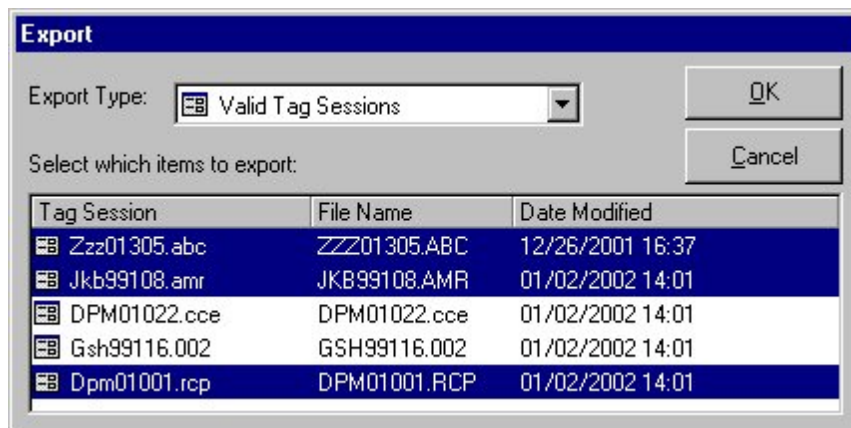 Export
Export Type: Valid Tag Sessions OK
Select which items to export: Cancel
Tag Session File Name Date Modified
Zzz01305.abc ZZZ01305.ABC 12/26/2001 16:37
Jkb99108.amr JKB99108.AMR 01/02/2002 14:01
DPM01022.cce DPM01022.cce 01/02/2002 14:01
Gsh99116.002 GSH99116.002 01/02/2002 14:01
Dpm01001.rcp DPM01001.RCP 01/02/2002 14:01